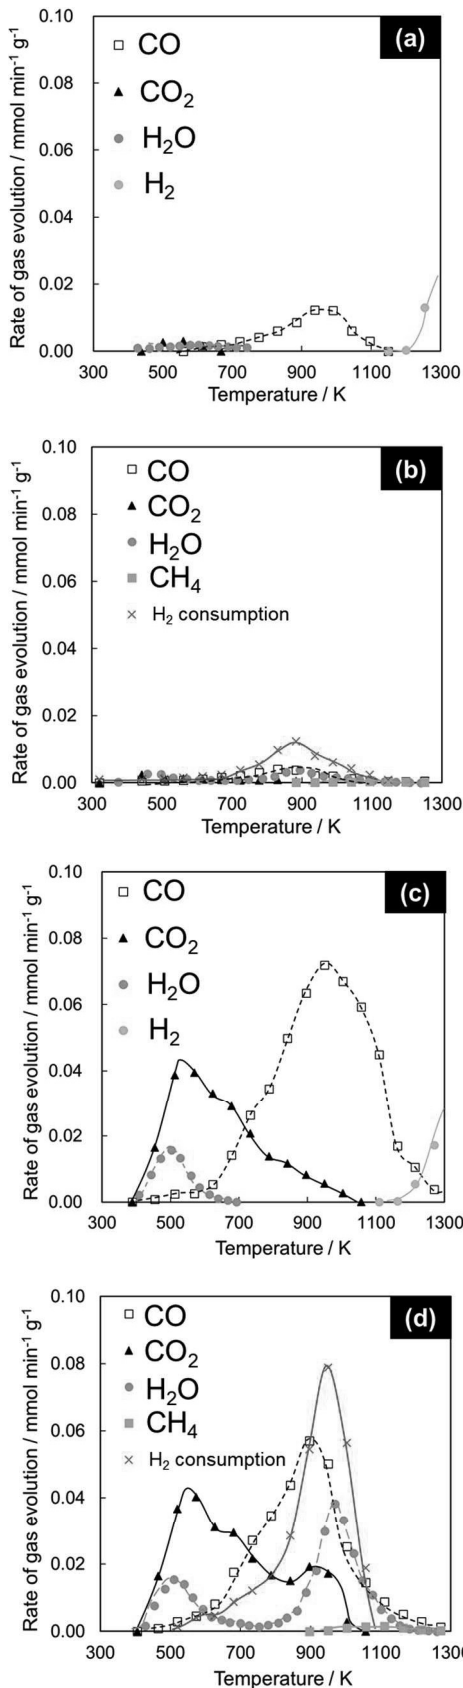 (a)
CO
CO2
H2O
H2
Rate of gas evolution / mmol min-1 g-1
0.10
0.08
0.06
0.04
0.02
0.00
300 500 700 900 1100 1300
Temperature / K
(b)
CO
CO2
H2O
CH4
H2 consumption
Rate of gas evolution / mmol min-1 g-1
0.10
0.08
0.06
0.04
0.02
0.00
300 500 700 900 1100 1300
Temperature / K
(c)
CO
CO2
H2O
H2
Rate of gas evolution / mmol min-1 g-1
0.10
0.08
0.06
0.04
0.02
0.00
300 500 700 900 1100 1300
Temperature / K
(d)
CO
CO2
H2O
CH4
H2 consumption
Rate of gas evolution / mmol min-1 g-1
0.10
0.08
0.06
0.04
0.02
0.00
300 500 700 900 1100 1300
Temperature / K